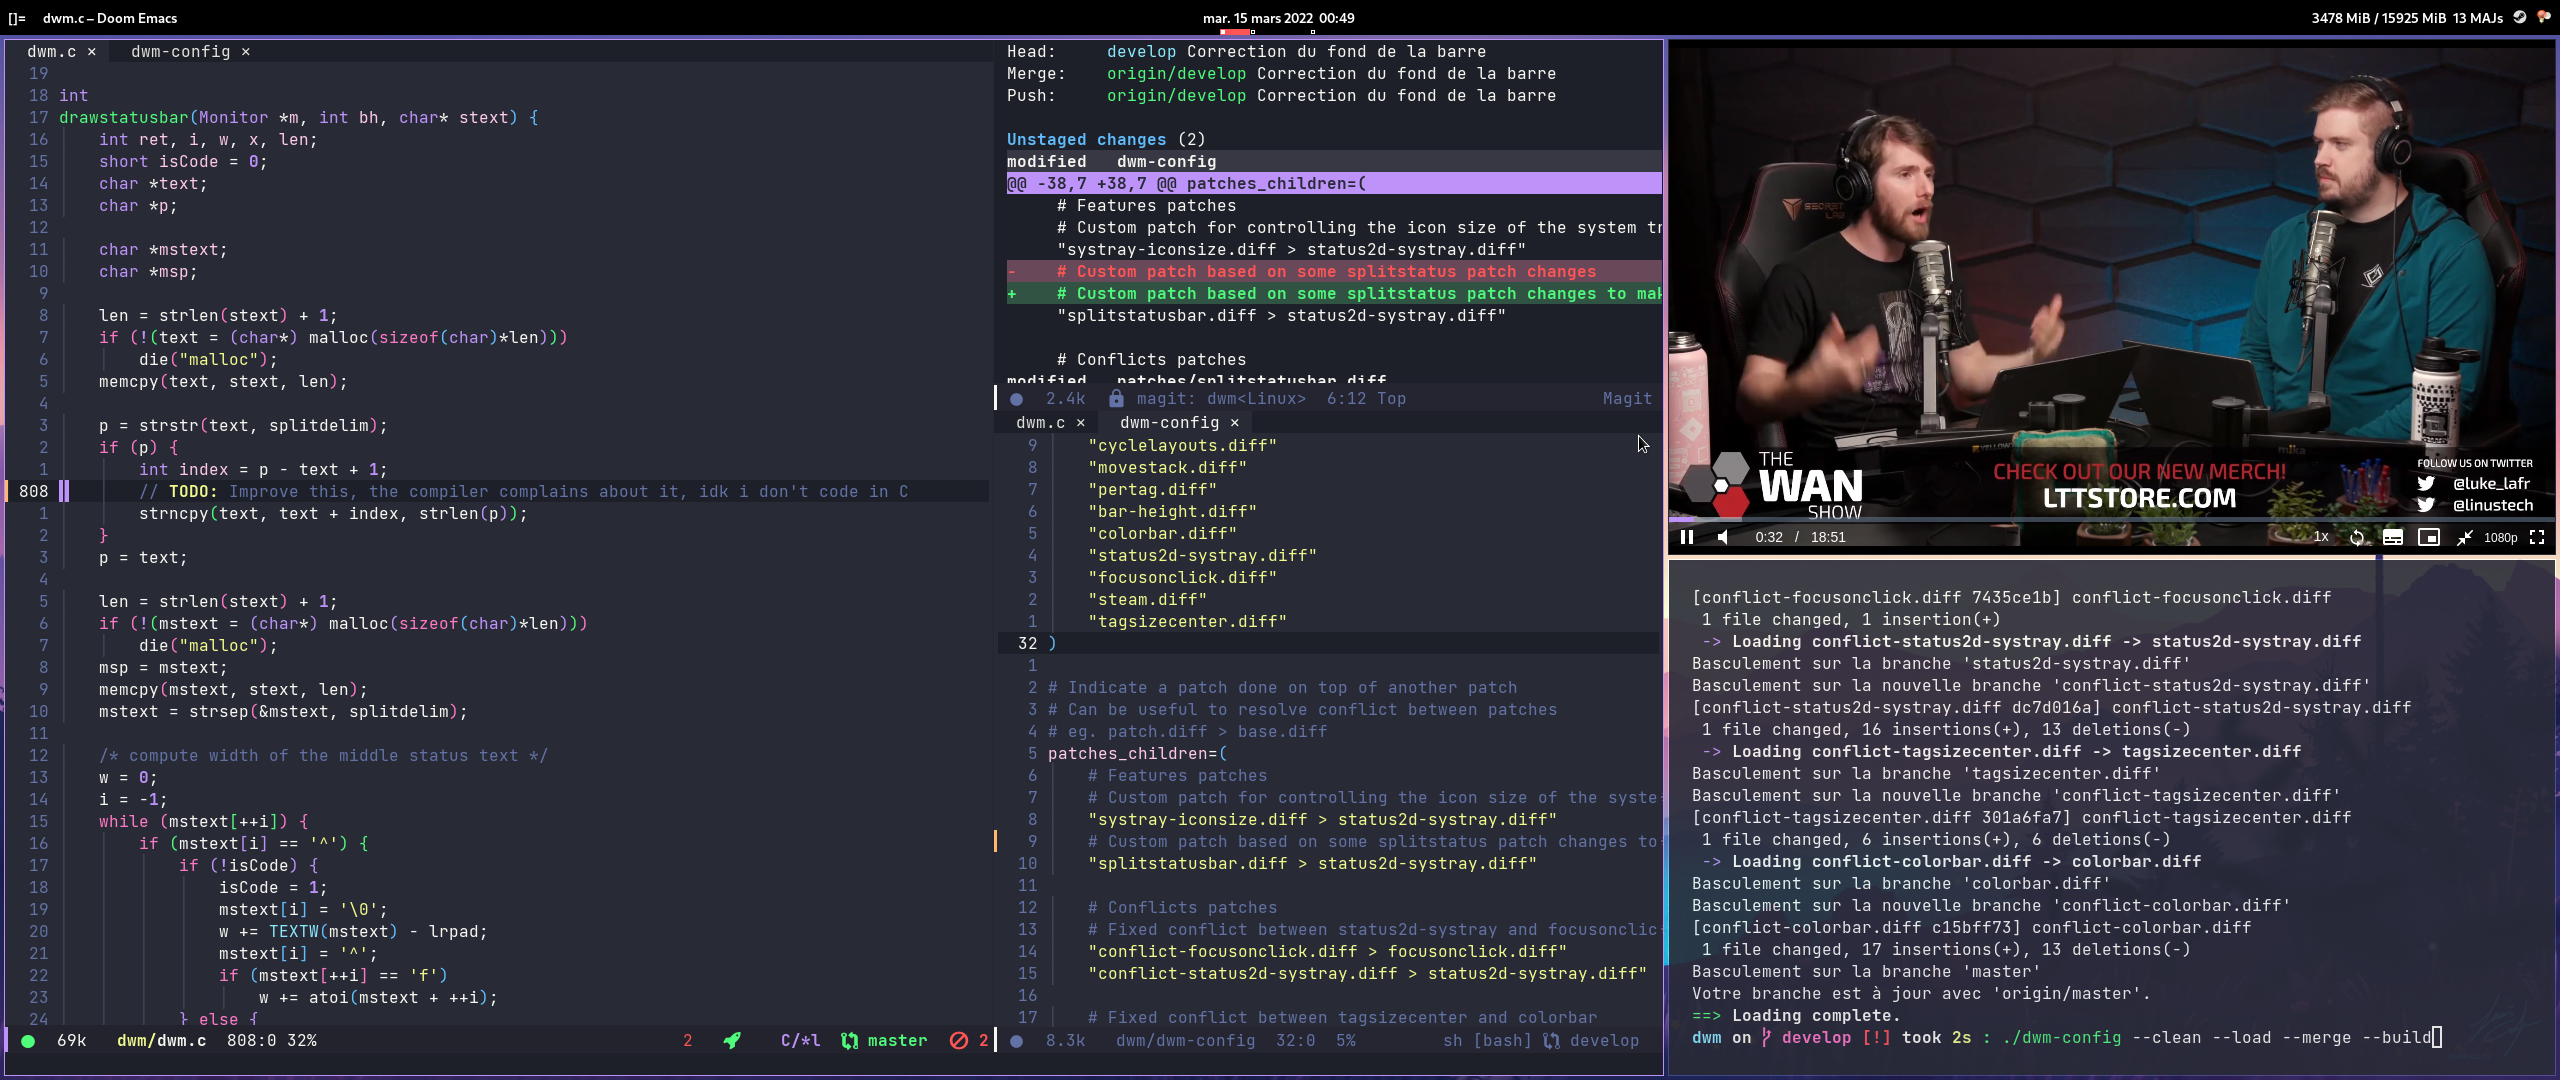 []= dwm.c – Doom Emacs
mar. 15 mars 2022 00:49
3478 MiB / 15925 MiB 13 MAJs
dwm.c × dwm-config ×
19
18 int
17 drawstatusbar(Monitor *m, int bh, char* stext) {
16 int ret, i, w, x, len;
15 short isCode = 0;
14 char *text;
13 char *p;
12
11 char *mstext;
10 char *msp;
9
8 len = strlen(stext) + 1;
7 if (!(text = (char*) malloc(sizeof(char)*len)))
6 die("malloc");
5 memcpy(text, stext, len);
4
3 p = strstr(text, splitdelim);
2 if (p) {
1 int index = p - text + 1;
808 // TODO: Improve this, the compiler complains about it, idk i don't code in C
1 strncpy(text, text + index, strlen(p));
2 }
3 p = text;
4
5 len = strlen(stext) + 1;
6 if (!(mstext = (char*) malloc(sizeof(char)*len)))
7 die("malloc");
8 msp = mstext;
9 memcpy(mstext, stext, len);
10 mstext = strsep(&mstext, splitdelim);
11
12 /* compute width of the middle status text */
13 w = 0;
14 i = -1;
15 while (mstext[++i]) {
16 if (mstext[i] == '^') {
17 if (!isCode) {
18 isCode = 1;
19 mstext[i] = '\0';
20 w += TEXTW(mstext) - lrpad;
21 mstext[i] = '^';
22 if (mstext[++i] == 'f')
23 w += atoi(mstext + ++i);
24 } else {
69k dwm/dwm.c 808:0 32% 2 C/*l master 2
Head: develop Correction du fond de la barre
Merge: origin/develop Correction du fond de la barre
Push: origin/develop Correction du fond de la barre
Unstaged changes (2)
modified dwm-config
@@ -38,7 +38,7 @@ patches_children=(
# Features patches
# Custom patch for controlling the icon size of the system tr
"systray-iconsize.diff > status2d-systray.diff"
- # Custom patch based on some splitstatus patch changes
+ # Custom patch based on some splitstatus patch changes to mak
"splitstatusbar.diff > status2d-systray.diff"
# Conflicts patches
modified patches/splitstatusbar.diff
2.4k magit: dwm<Linux> 6:12 Top Magit
dwm.c × dwm-config ×
9 "cyclelayouts.diff"
8 "movestack.diff"
7 "pertag.diff"
6 "bar-height.diff"
5 "colorbar.diff"
4 "status2d-systray.diff"
3 "focusonclick.diff"
2 "steam.diff"
1 "tagsizecenter.diff"
32 )
1
2 # Indicate a patch done on top of another patch
3 # Can be useful to resolve conflict between patches
4 # eg. patch.diff > base.diff
5 patches_children=(
6 # Features patches
7 # Custom patch for controlling the icon size of the syste
8 "systray-iconsize.diff > status2d-systray.diff"
9 # Custom patch based on some splitstatus patch changes to
10 "splitstatusbar.diff > status2d-systray.diff"
11
12 # Conflicts patches
13 # Fixed conflict between status2d-systray and focusonclic
14 "conflict-focusonclick.diff > focusonclick.diff"
15 "conflict-status2d-systray.diff > status2d-systray.diff"
16
17 # Fixed conflict between tagsizecenter and colorbar
8.3k dwm/dwm-config 32:0 5% sh [bash] develop
SECRET LAB
THE
WAN
SHOW
CHECK OUT OUR NEW MERCH!
LTTSTORE.COM
FOLLOW US ON TWITTER
@luke_lafr
@linustech
mika
0:32 / 18:51 1x 1080p
[conflict-focusonclick.diff 7435ce1b] conflict-focusonclick.diff
1 file changed, 1 insertion(+)
-> Loading conflict-status2d-systray.diff -> status2d-systray.diff
Basculement sur la branche 'status2d-systray.diff'
Basculement sur la nouvelle branche 'conflict-status2d-systray.diff'
[conflict-status2d-systray.diff dc7d016a] conflict-status2d-systray.diff
1 file changed, 16 insertions(+), 13 deletions(-)
-> Loading conflict-tagsizecenter.diff -> tagsizecenter.diff
Basculement sur la branche 'tagsizecenter.diff'
Basculement sur la nouvelle branche 'conflict-tagsizecenter.diff'
[conflict-tagsizecenter.diff 301a6fa7] conflict-tagsizecenter.diff
1 file changed, 6 insertions(+), 6 deletions(-)
-> Loading conflict-colorbar.diff -> colorbar.diff
Basculement sur la branche 'colorbar.diff'
Basculement sur la nouvelle branche 'conflict-colorbar.diff'
[conflict-colorbar.diff c15bff73] conflict-colorbar.diff
1 file changed, 17 insertions(+), 13 deletions(-)
Basculement sur la branche 'master'
Votre branche est à jour avec 'origin/master'.
==> Loading complete.
dwm on develop [!] took 2s : ./dwm-config --clean --load --merge --build